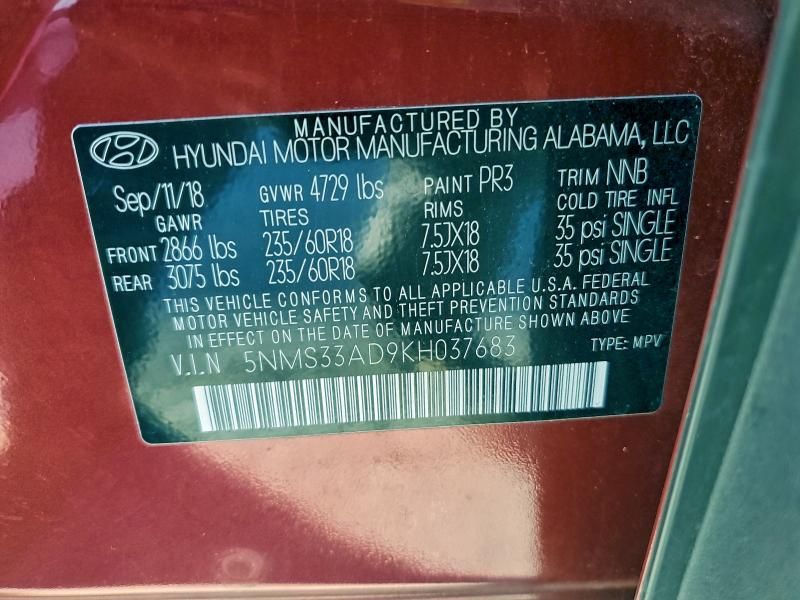 MANUFACTURED BY
HYUNDAI MOTOR MANUFACTURING ALABAMA, LLC
Sep/11/18 GVWR 4729 lbs PAINT PR3 TRIM NNB
GAWR TIRES RIMS COLD TIRE INFL
FRONT 2866 lbs 235/60R18 7.5JX18 35 psi SINGLE
REAR 3075 lbs 235/60R18 7.5JX18 35 psi SINGLE
THIS VEHICLE CONFORMS TO ALL APPLICABLE U.S.A. FEDERAL
MOTOR VEHICLE SAFETY AND THEFT PREVENTION STANDARDS
IN EFFECT ON THE DATE OF MANUFACTURE SHOWN ABOVE
V.I.N 5NMS33AD9KH037683 TYPE: MPV